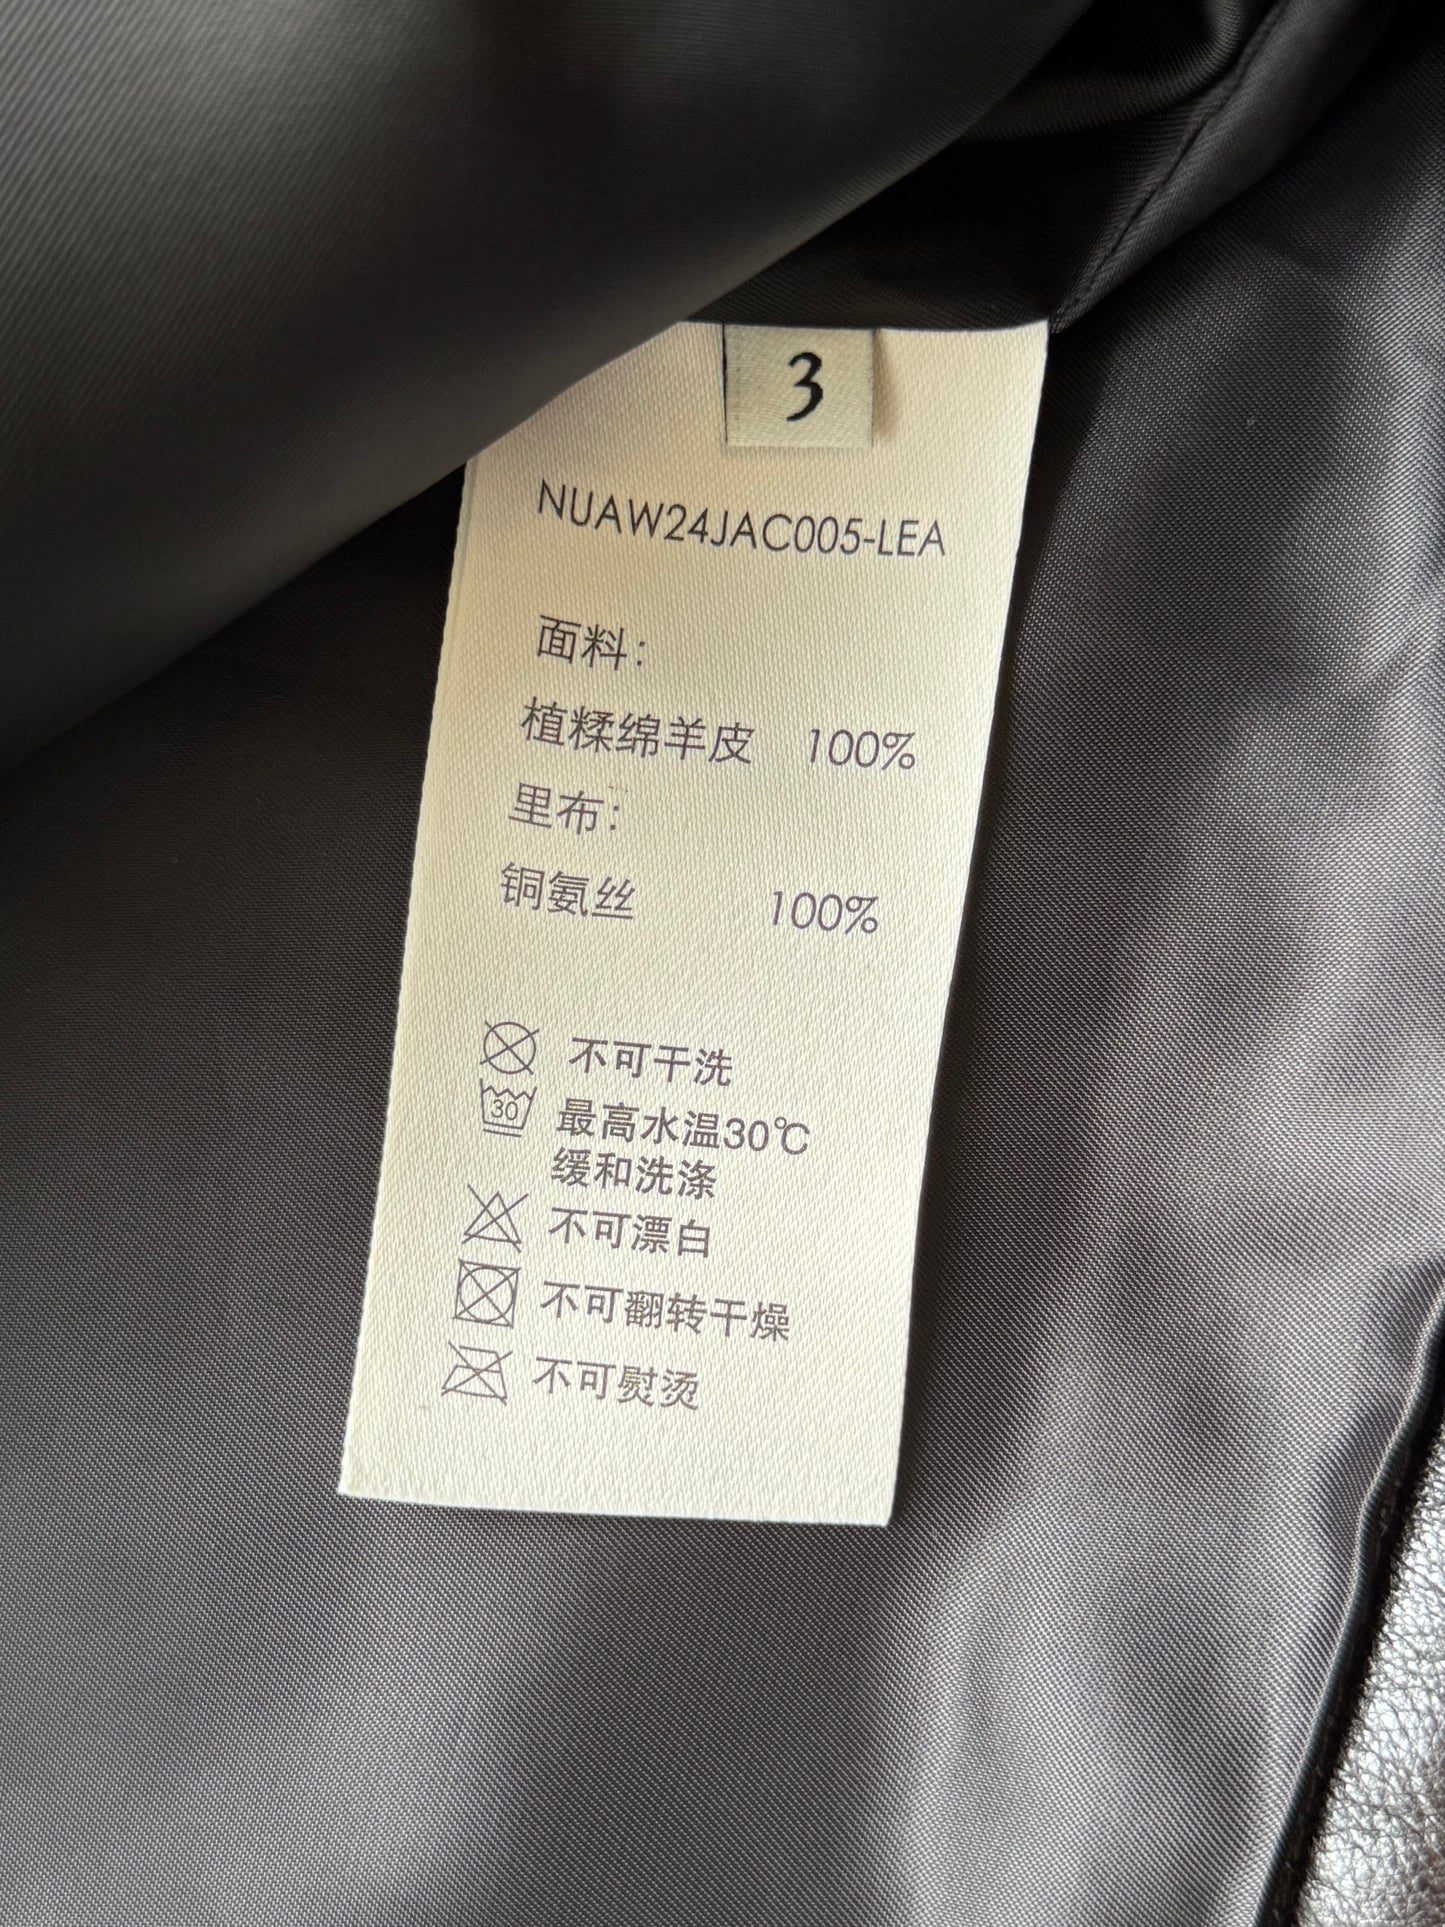 3
NUAW24JAC005-LEA
面料：
植糅绵羊皮 100%
里布：
铜氨丝 100%
不可干洗
30 最高水温30℃
缓和洗涤
不可漂白
不可翻转干燥
不可熨烫